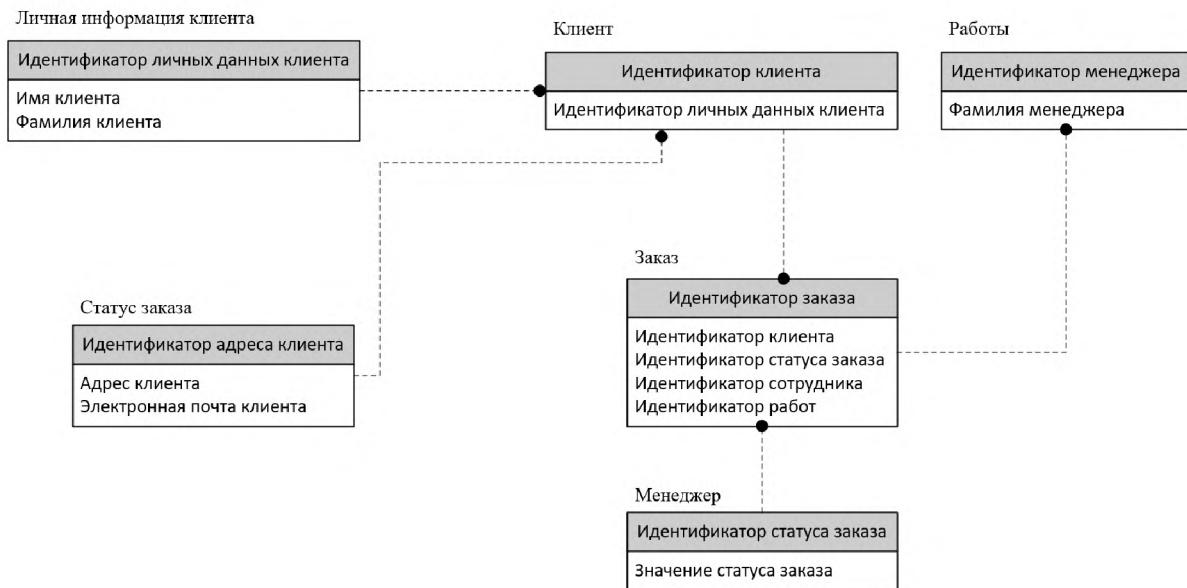 Личная информация клиента
Идентификатор личных данных клиента
Имя клиента
Фамилия клиента
Клиент
Идентификатор клиента
Идентификатор личных данных клиента
Работы
Идентификатор менеджера
Фамилия менеджера
Статус заказа
Идентификатор адреса клиента
Адрес клиента
Электронная почта клиента
Заказ
Идентификатор заказа
Идентификатор клиента
Идентификатор статуса заказа
Идентификатор сотрудника
Идентификатор работ
Менеджер
Идентификатор статуса заказа
Значение статуса заказа